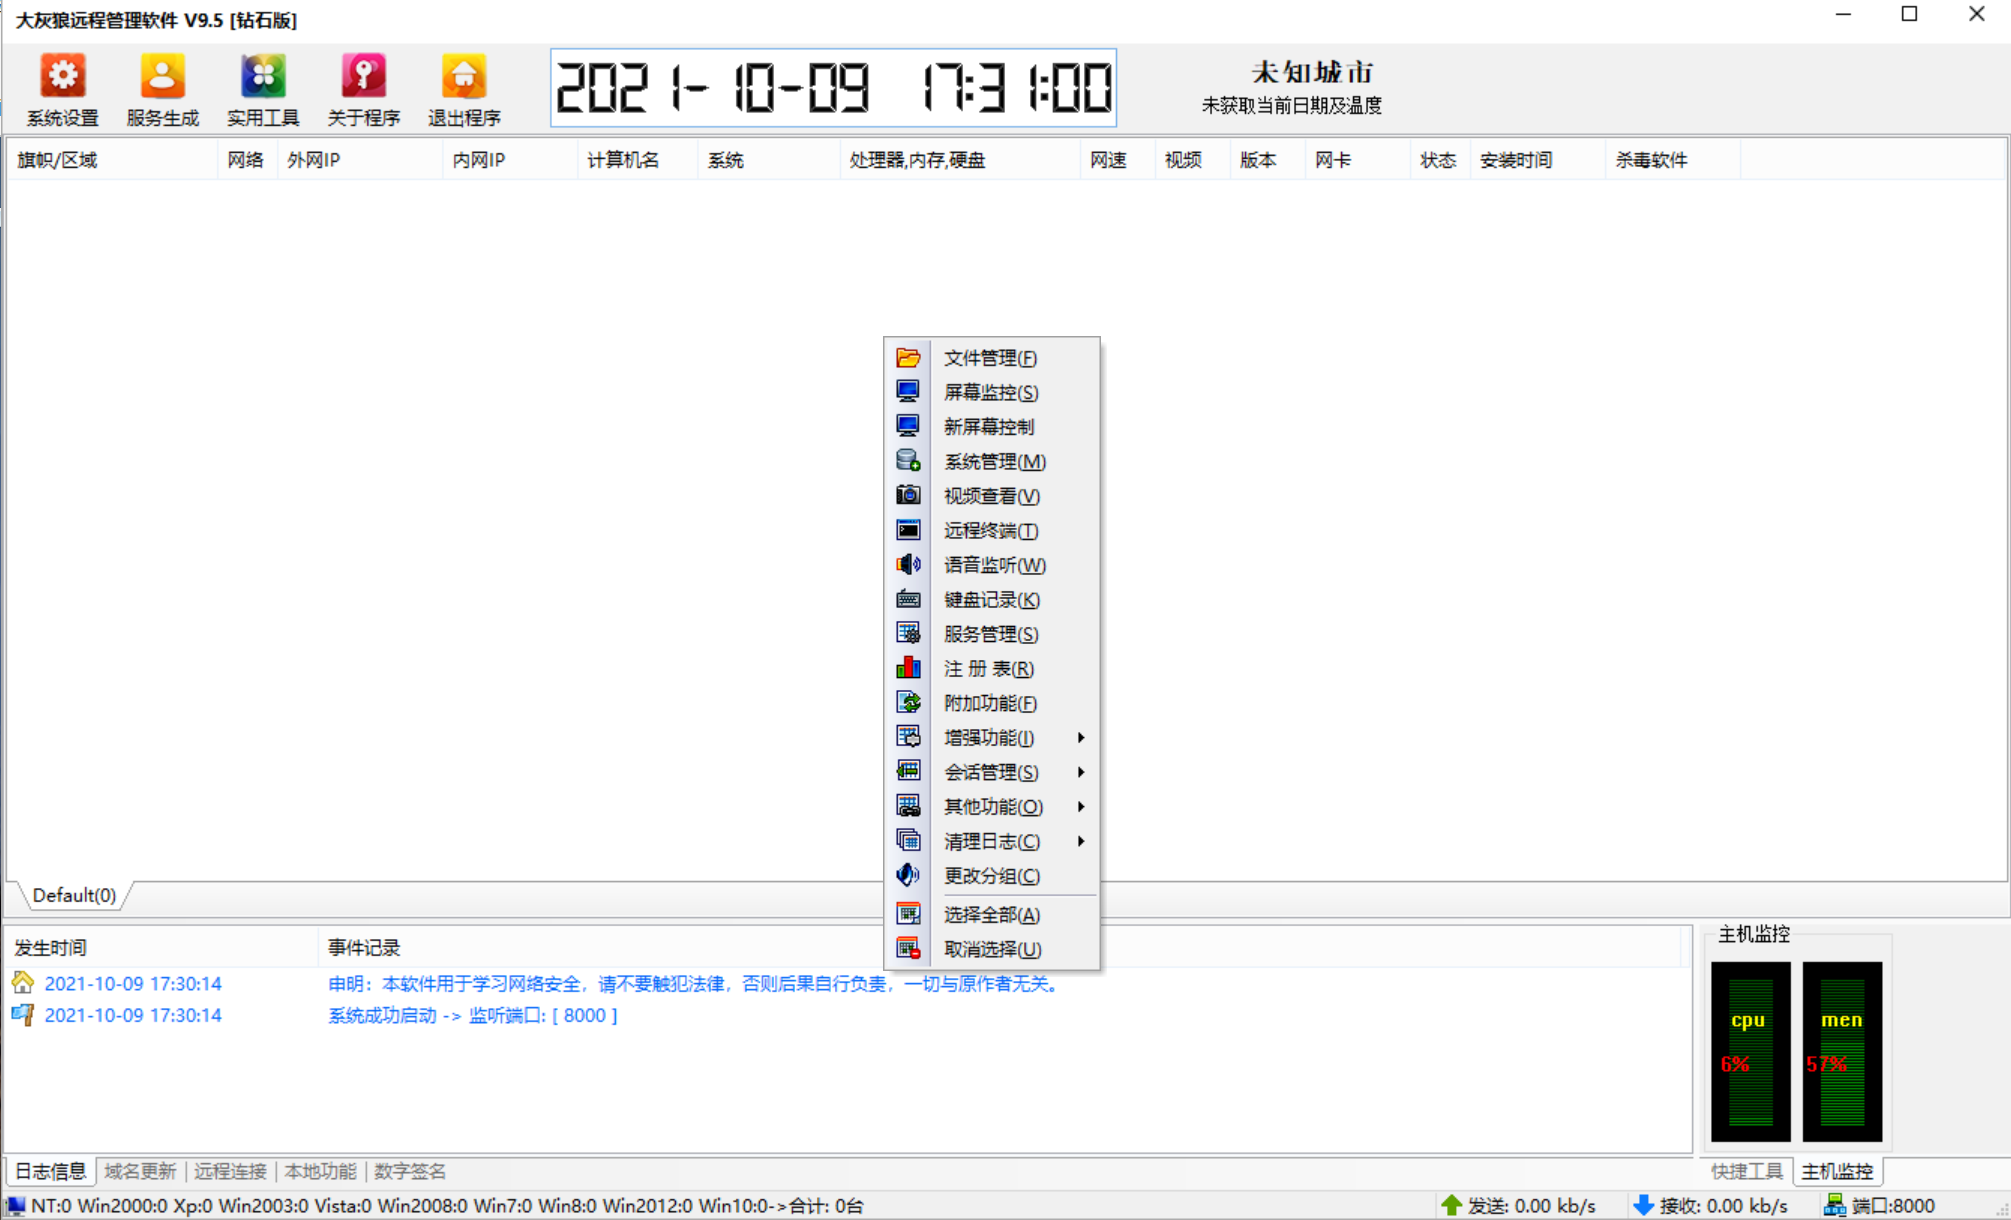 大灰狼远程管理软件 V9.5 [钻石版]
系统设置 服务生成 实用工具 关于程序 退出程序
2021-10-09 17:31:00
未知城市
未获取当前日期及温度
旗帜/区域 网络 外网IP 内网IP 计算机名 系统 处理器,内存,硬盘 网速 视频 版本 网卡 状态 安装时间 杀毒软件
文件管理(F)
屏幕监控(S)
新屏幕控制
系统管理(M)
视频查看(V)
远程终端(T)
语音监听(W)
键盘记录(K)
服务管理(S)
注 册 表(R)
附加功能(F)
增强功能(I)
会话管理(S)
其他功能(O)
清理日志(C)
更改分组(C)
选择全部(A)
取消选择(U)
Default(0)
发生时间 事件记录
2021-10-09 17:30:14 申明：本软件用于学习网络安全，请不要触犯法律，否则后果自行负责，一切与原作者无关。
2021-10-09 17:30:14 系统成功启动 -> 监听端口: [ 8000 ]
主机监控
cpu men
6% 57%
日志信息 域名更新 远程连接 本地功能 数字签名
快捷工具 主机监控
NT:0 Win2000:0 Xp:0 Win2003:0 Vista:0 Win2008:0 Win7:0 Win8:0 Win2012:0 Win10:0->合计: 0台
发送: 0.00 kb/s 接收: 0.00 kb/s 端口:8000